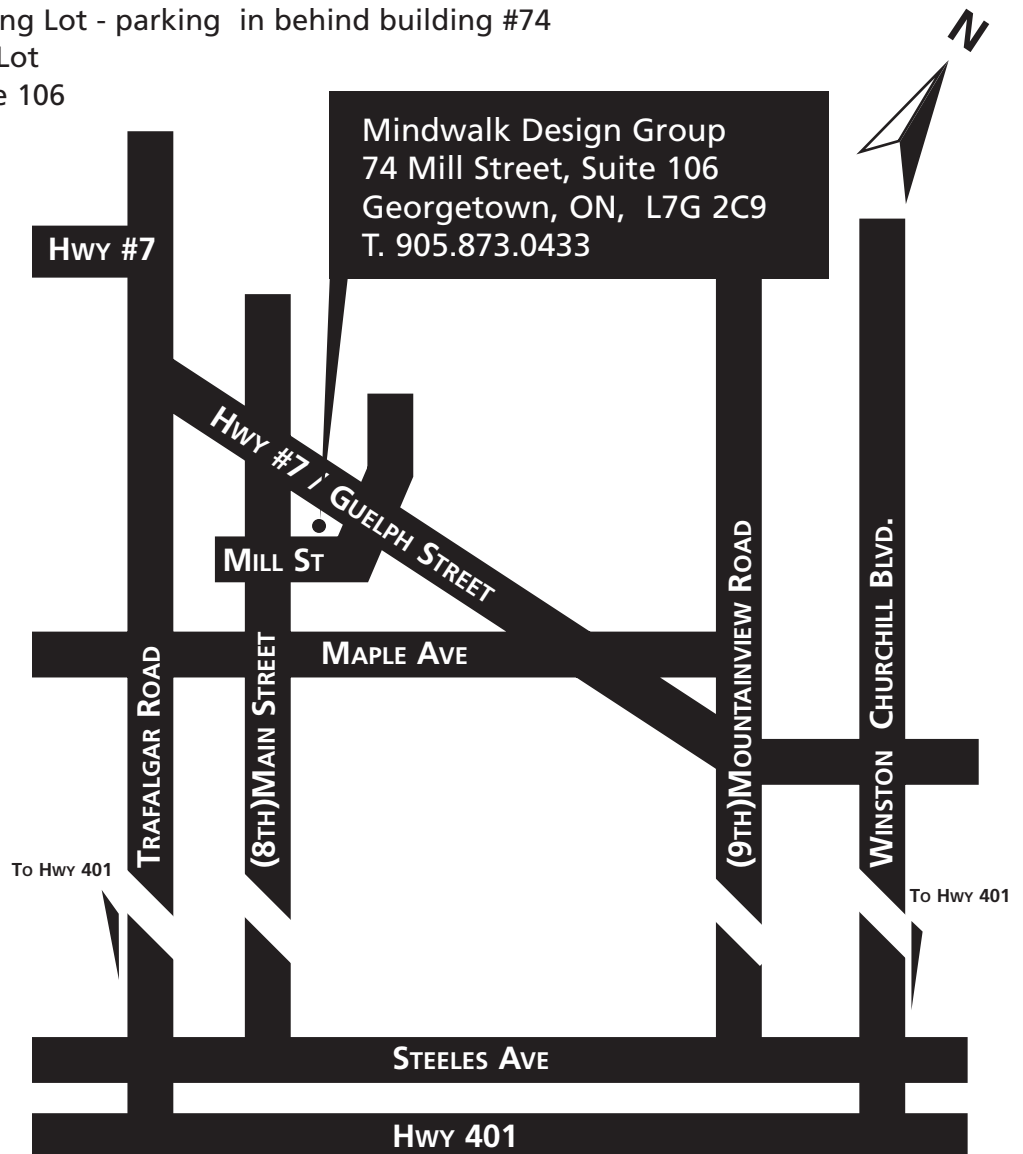 Lot - parking in behind building #74
Lot
106
N
Mindwalk Design Group
74 Mill Street, Suite 106
Georgetown, ON, L7G 2C9
T. 905.873.0433
HWY #7
HWY #7 / GUELPH STREET
MILL ST
MAPLE AVE
TRAFALGAR ROAD
(8TH)MAIN STREET
(9TH)MOUNTAINVIEW ROAD
WINSTON CHURCHILL BLVD.
TO HWY 401
TO HWY 401
STEELES AVE
HWY 401